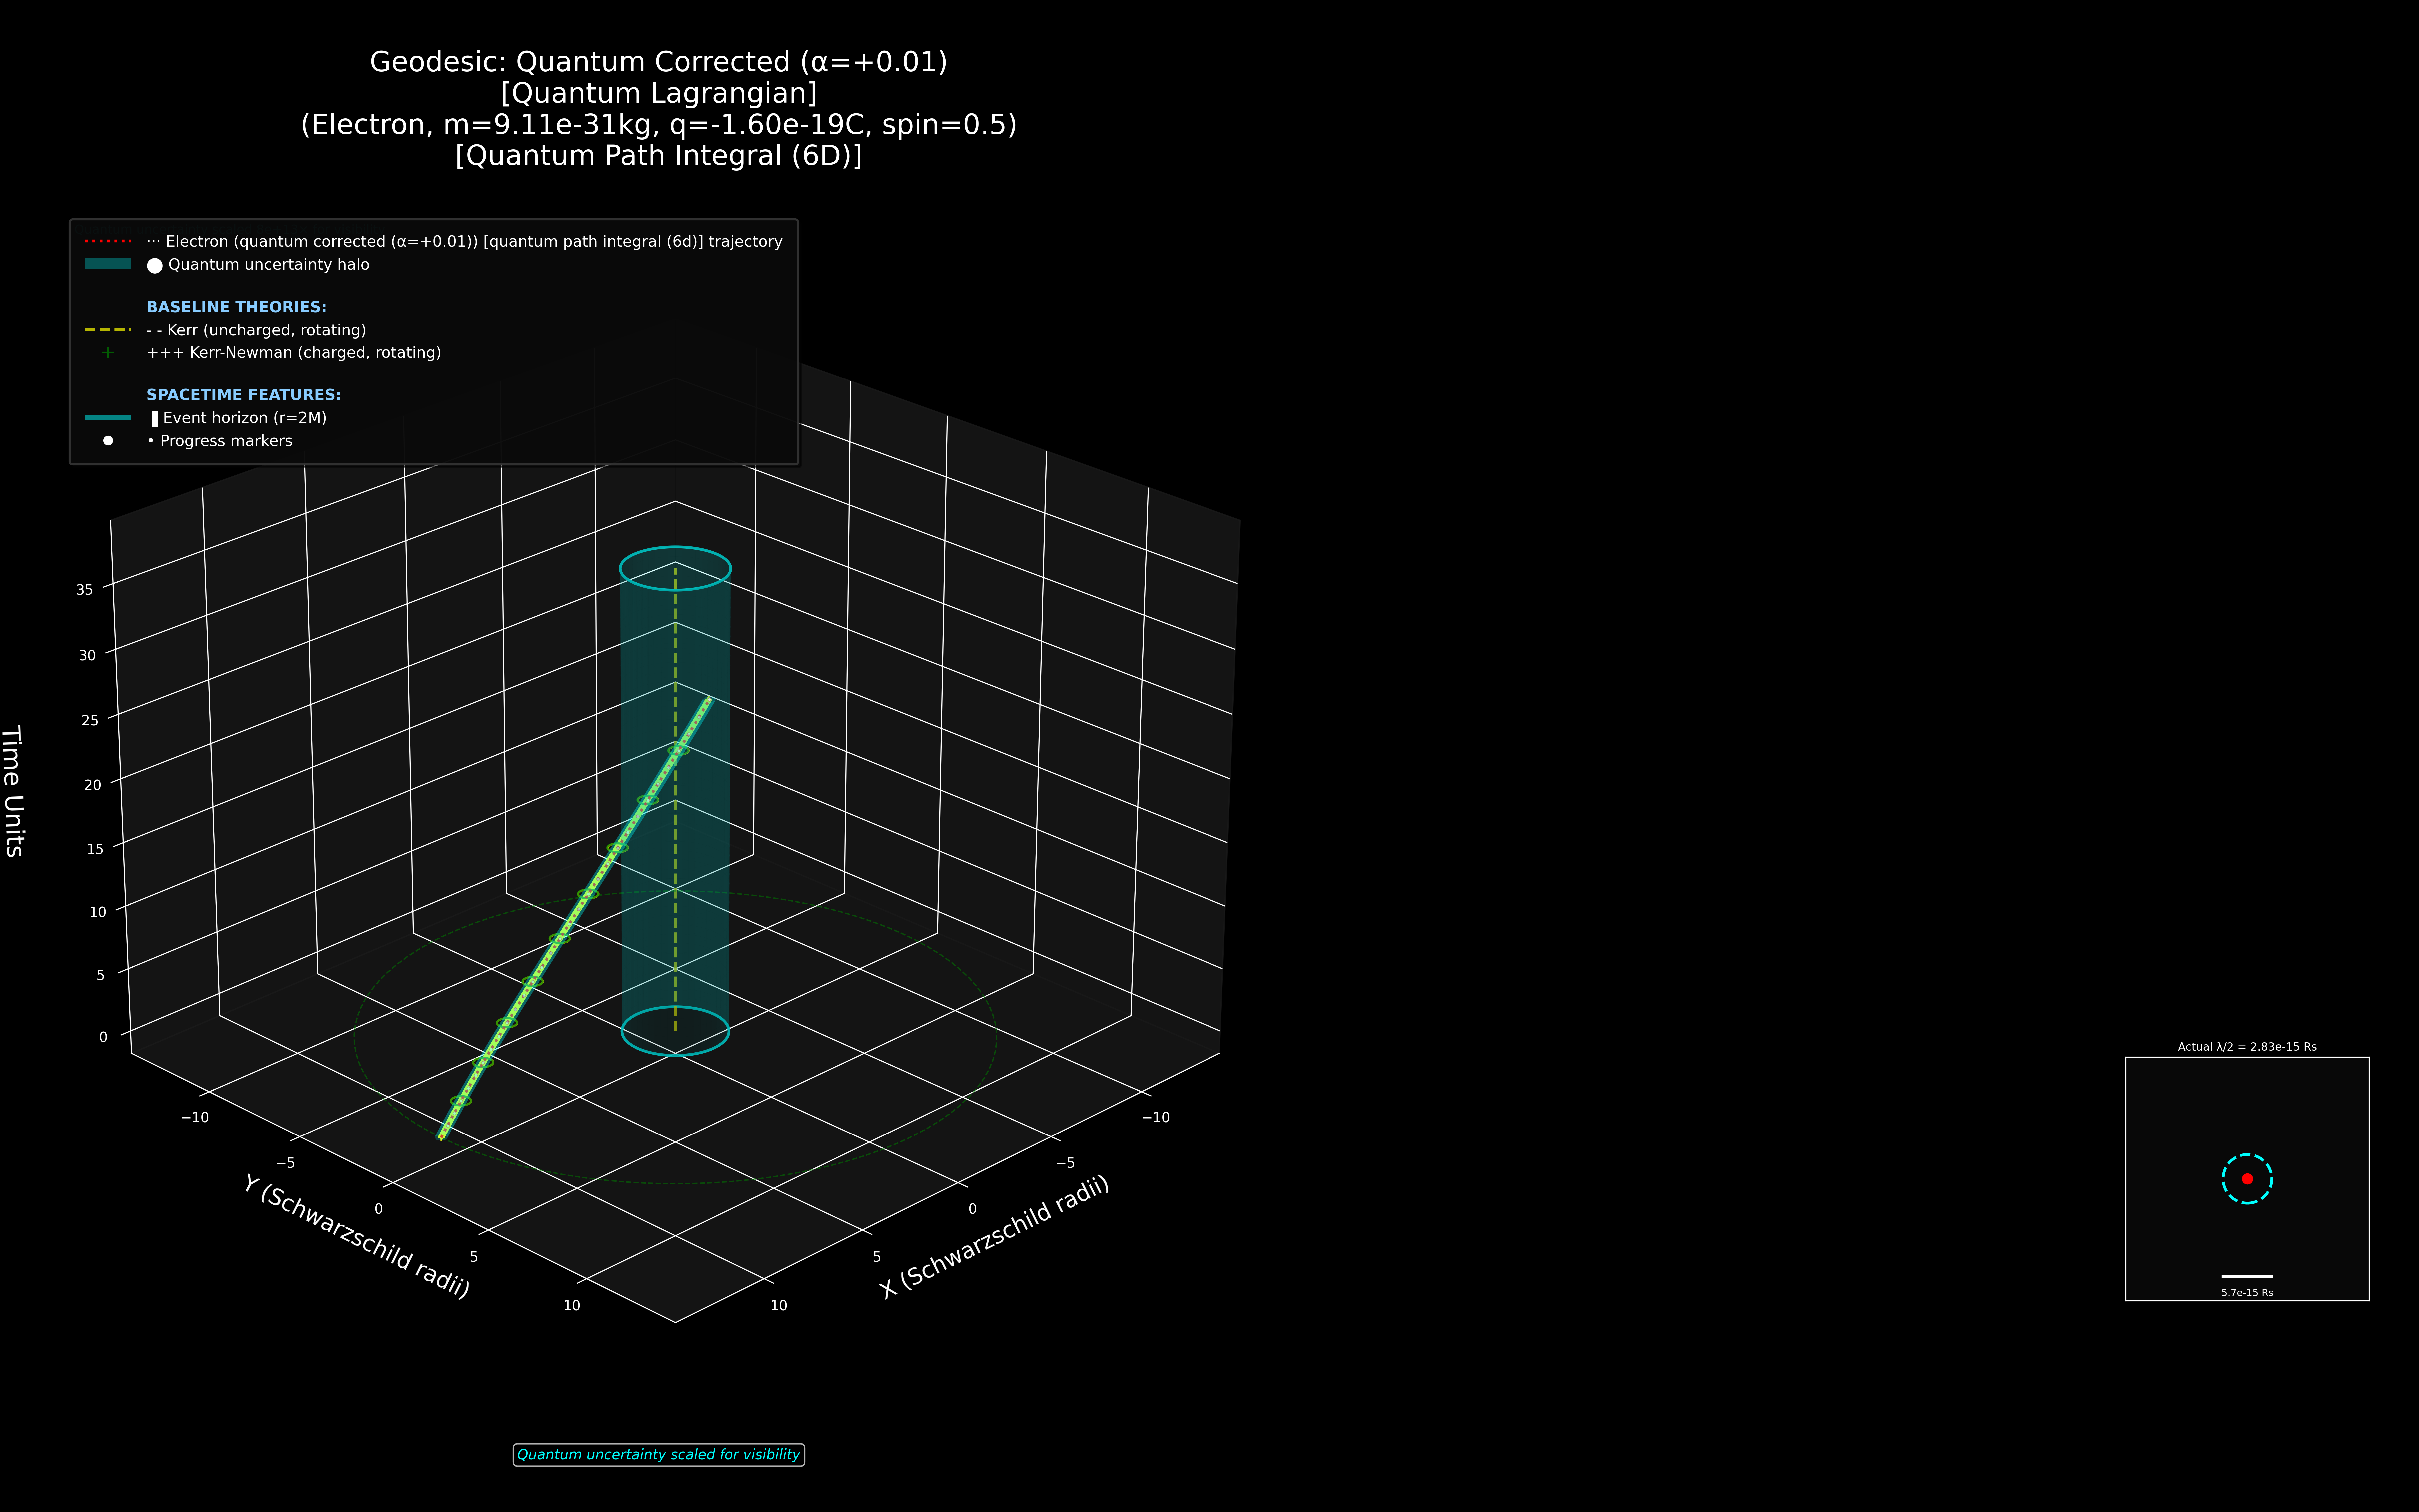 Geodesic: Quantum Corrected (α=+0.01)
[Quantum Lagrangian]
(Electron, m=9.11e-31kg, q=-1.60e-19C, spin=0.5)
[Quantum Path Integral (6D)]
··· Electron (quantum corrected (α=+0.01)) [quantum path integral (6d)] trajectory
⬤ Quantum uncertainty halo
BASELINE THEORIES:
- - Kerr (uncharged, rotating)
+++ Kerr-Newman (charged, rotating)
SPACETIME FEATURES:
▐ Event horizon (r=2M)
• Progress markers
35
30
25
20
15
10
5
0
Time Units
−10
−5
0
5
10
Y (Schwarzschild radii)
−10
−5
0
5
10
X (Schwarzschild radii)
Actual λ/2 = 2.83e-15 Rs
5.7e-15 Rs
Quantum uncertainty scaled for visibility